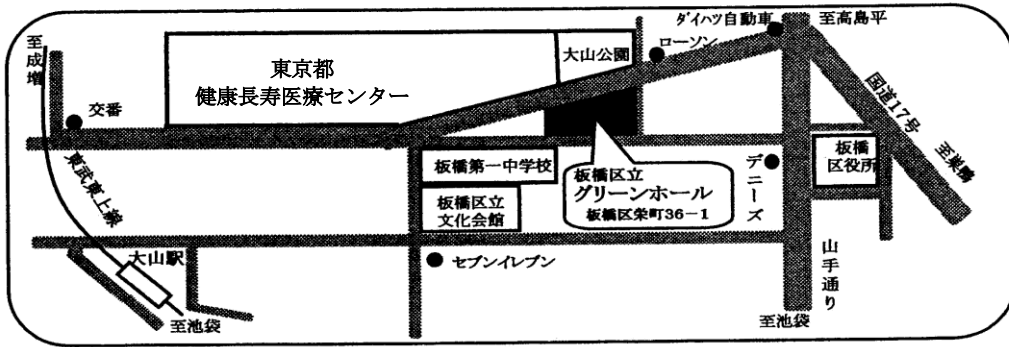 ダイハツ自動車
至高島平
至成増
ローソン
大山公園
東京都
健康長寿医療センター
交番
国道17号
至巣鴨
東武東上線
板橋第一中学校
板橋区立
文化会館
板橋区立
グリーンホール
板橋区栄町36-1
デニーズ
板橋
区役所
大山駅
セブンイレブン
山手通り
至池袋
至池袋